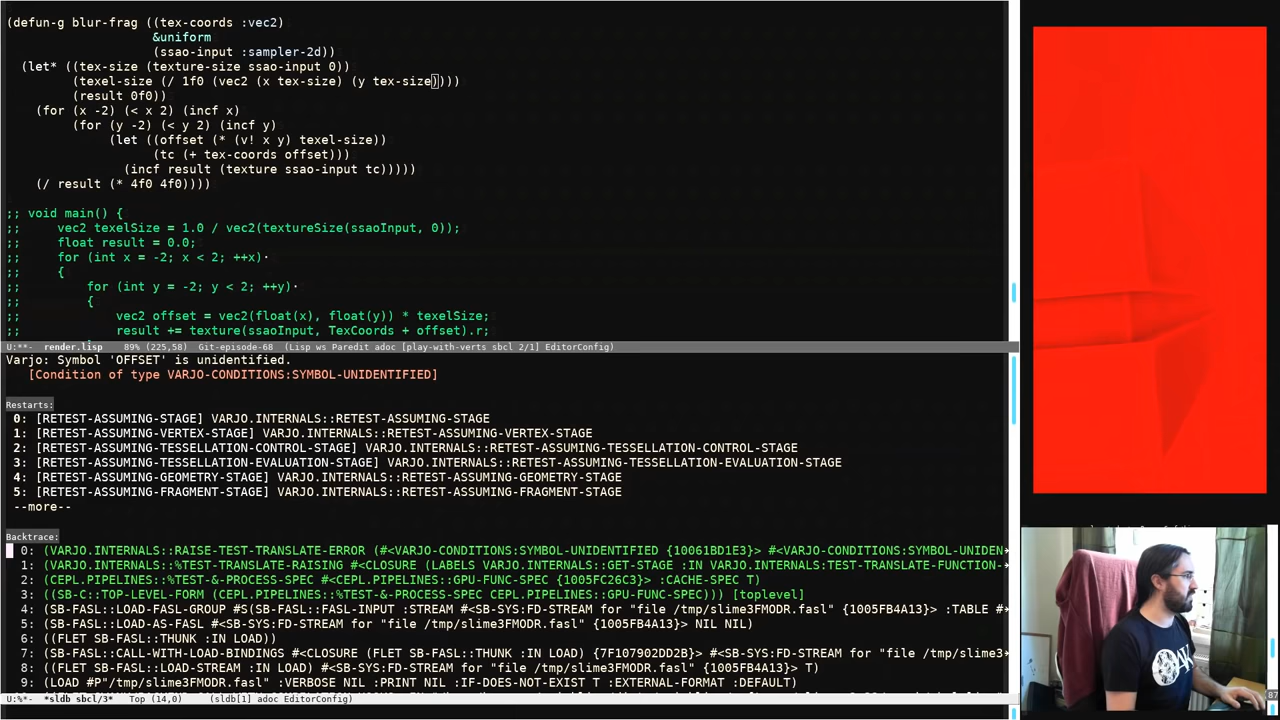 (defun-g blur-frag ((tex-coords :vec2)
&uniform
(ssao-input :sampler-2d))
(let* ((tex-size (texture-size ssao-input 0))
(texel-size (/ 1f0 (vec2 (x tex-size) (y tex-size))))
(result 0f0))
(for (x -2) (< x 2) (incf x)
(for (y -2) (< y 2) (incf y)
(let ((offset (* (v! x y) texel-size))
(tc (+ tex-coords offset)))
(incf result (texture ssao-input tc)))))
(/ result (* 4f0 4f0))))
;; void main() {
;; vec2 texelSize = 1.0 / vec2(textureSize(ssaoInput, 0));
;; float result = 0.0;
;; for (int x = -2; x < 2; ++x)·
;; {
;; for (int y = -2; y < 2; ++y)·
;; {
;; vec2 offset = vec2(float(x), float(y)) * texelSize;
;; result += texture(ssaoInput, TexCoords + offset).r;
U:**- render.lisp 89% (225,58) Git-episode-68 (Lisp ws Paredit adoc [play-with-verts sbcl 2/1] EditorConfig)
Varjo: Symbol 'OFFSET' is unidentified.
[Condition of type VARJO-CONDITIONS:SYMBOL-UNIDENTIFIED]
Restarts:
0: [RETEST-ASSUMING-STAGE] VARJO.INTERNALS::RETEST-ASSUMING-STAGE
1: [RETEST-ASSUMING-VERTEX-STAGE] VARJO.INTERNALS::RETEST-ASSUMING-VERTEX-STAGE
2: [RETEST-ASSUMING-TESSELLATION-CONTROL-STAGE] VARJO.INTERNALS::RETEST-ASSUMING-TESSELLATION-CONTROL-STAGE
3: [RETEST-ASSUMING-TESSELLATION-EVALUATION-STAGE] VARJO.INTERNALS::RETEST-ASSUMING-TESSELLATION-EVALUATION-STAGE
4: [RETEST-ASSUMING-GEOMETRY-STAGE] VARJO.INTERNALS::RETEST-ASSUMING-GEOMETRY-STAGE
5: [RETEST-ASSUMING-FRAGMENT-STAGE] VARJO.INTERNALS::RETEST-ASSUMING-FRAGMENT-STAGE
--more--
Backtrace:
0: (VARJO.INTERNALS::RAISE-TEST-TRANSLATE-ERROR (#<VARJO-CONDITIONS:SYMBOL-UNIDENTIFIED {10061BD1E3}> #<VARJO-CONDITIONS:SYMBOL-UNIDEN
1: (VARJO.INTERNALS::%TEST-TRANSLATE-RAISING #<CLOSURE (LABELS VARJO.INTERNALS::GET-STAGE :IN VARJO.INTERNALS:TEST-TRANSLATE-FUNCTION-
2: (CEPL.PIPELINES::%TEST-&-PROCESS-SPEC #<CEPL.PIPELINES::GPU-FUNC-SPEC {1005FC26C3}> :CACHE-SPEC T)
3: ((SB-C::TOP-LEVEL-FORM (CEPL.PIPELINES::%TEST-&-PROCESS-SPEC CEPL.PIPELINES::GPU-FUNC-SPEC))) [toplevel]
4: (SB-FASL::LOAD-FASL-GROUP #S(SB-FASL::FASL-INPUT :STREAM #<SB-SYS:FD-STREAM for "file /tmp/slime3FMODR.fasl" {1005FB4A13}> :TABLE #
5: (SB-FASL::LOAD-AS-FASL #<SB-SYS:FD-STREAM for "file /tmp/slime3FMODR.fasl" {1005FB4A13}> NIL NIL)
6: ((FLET SB-FASL::THUNK :IN LOAD))
7: (SB-FASL::CALL-WITH-LOAD-BINDINGS #<CLOSURE (FLET SB-FASL::THUNK :IN LOAD) {7F107902DD2B}> #<SB-SYS:FD-STREAM for "file /tmp/slime3
8: ((FLET SB-FASL::LOAD-STREAM :IN LOAD) #<SB-SYS:FD-STREAM for "file /tmp/slime3FMODR.fasl" {1005FB4A13}> T)
9: (LOAD #P"/tmp/slime3FMODR.fasl" :VERBOSE NIL :PRINT NIL :IF-DOES-NOT-EXIST T :EXTERNAL-FORMAT :DEFAULT)
U:%*- *sldb sbcl/3* Top (14,0) (sldb[1] adoc EditorConfig)
87